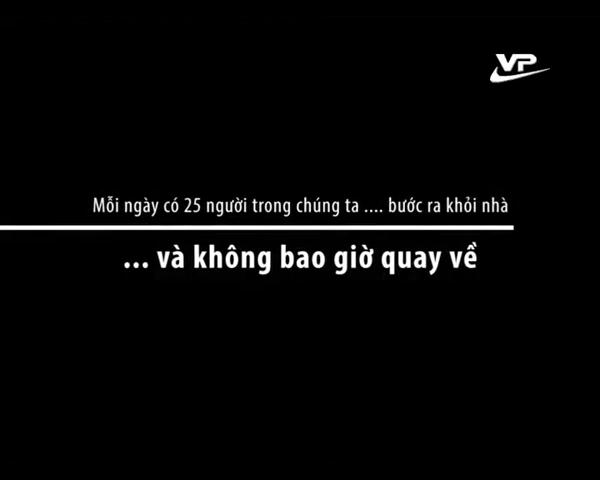 VP
Mỗi ngày có 25 người trong chúng ta .... bước ra khỏi nhà
... và không bao giờ quay về